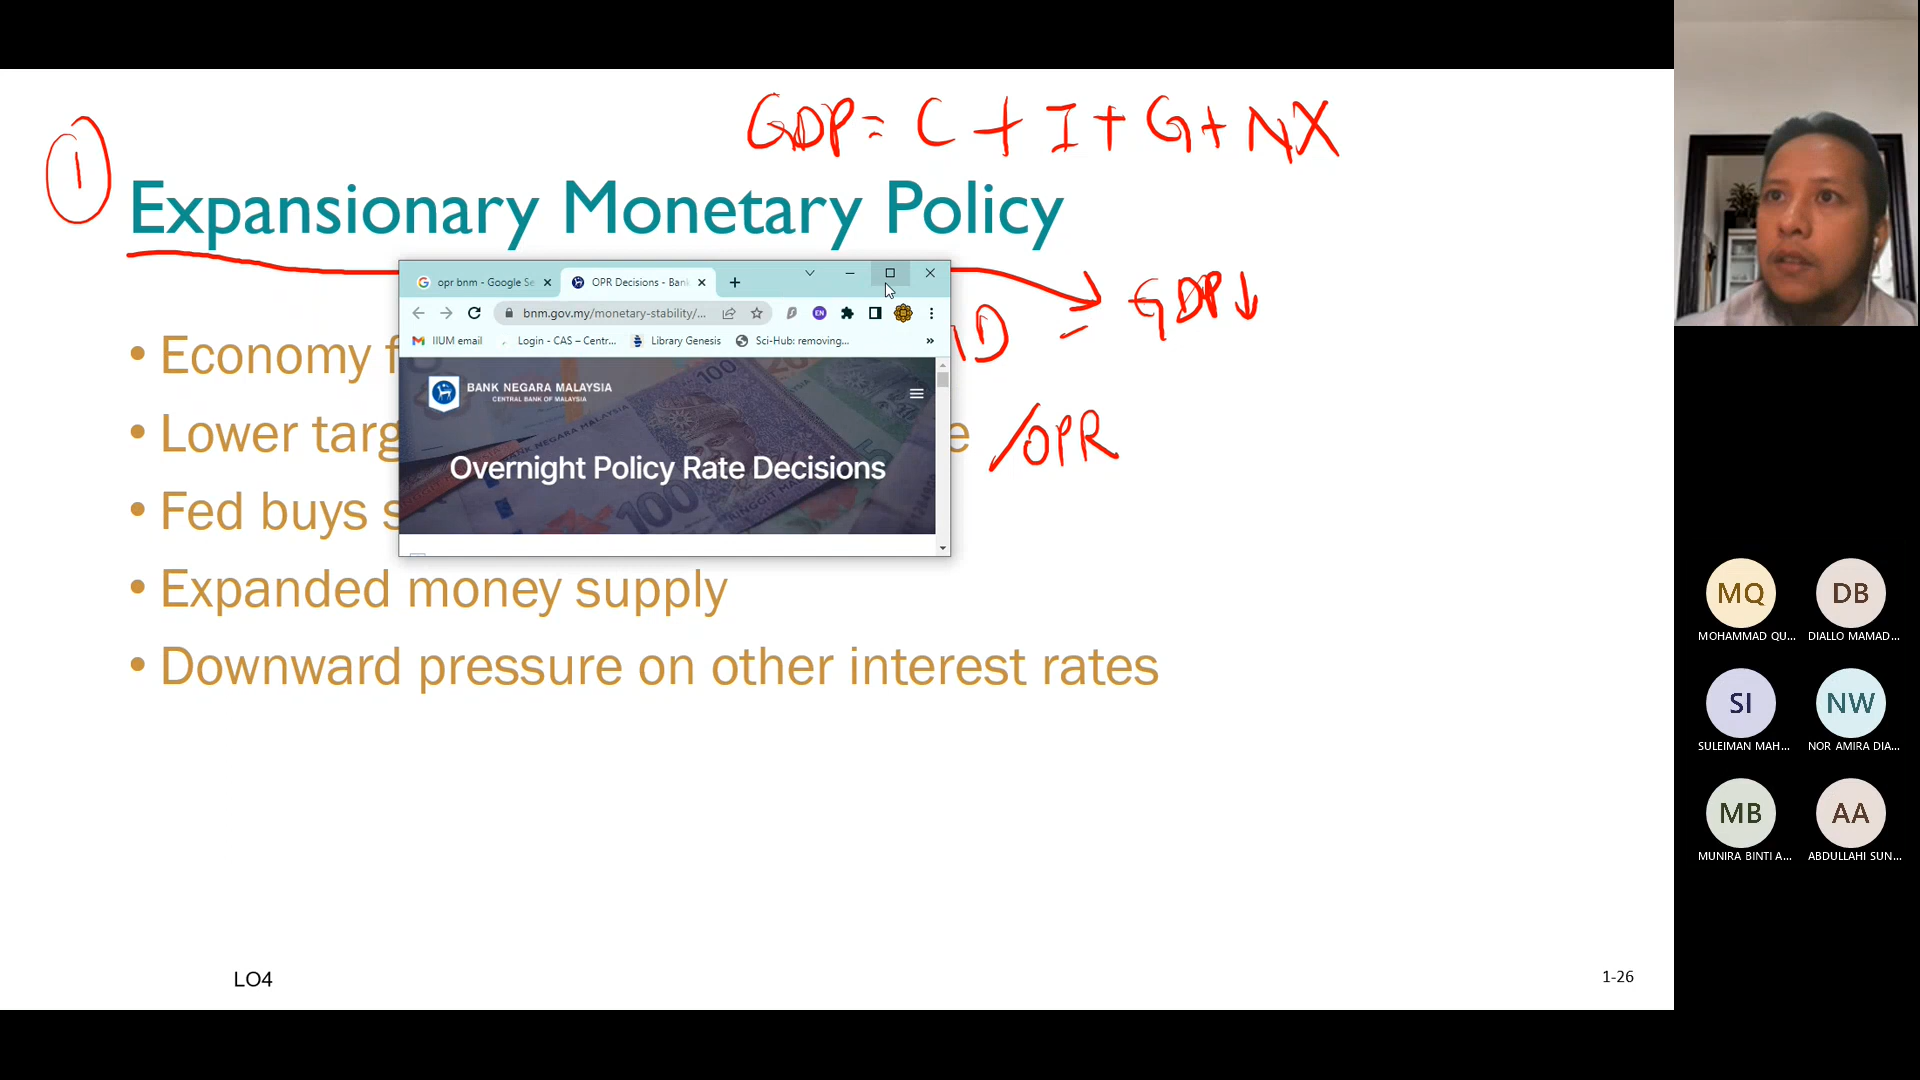 GDP = C + I + G + NX
1
Expansionary Monetary Policy
GDP↓
opr bnm - Google Se
OPR Decisions - Bank
bnm.gov.my/monetary-stability/...
EN
IIUM email
Login - CAS – Centr...
Library Genesis
Sci-Hub: removing...
»
BANK NEGARA MALAYSIA
CENTRAL BANK OF MALAYSIA
Overnight Policy Rate Decisions
• Economy f
• Lower targ
e /OPR
• Fed buys s
• Expanded money supply
• Downward pressure on other interest rates
LO4
1-26
MQ
MOHAMMAD QU...
DB
DIALLO MAMAD...
SI
SULEIMAN MAH...
NW
NOR AMIRA DIA...
MB
MUNIRA BINTI A...
AA
ABDULLAHI SUN...